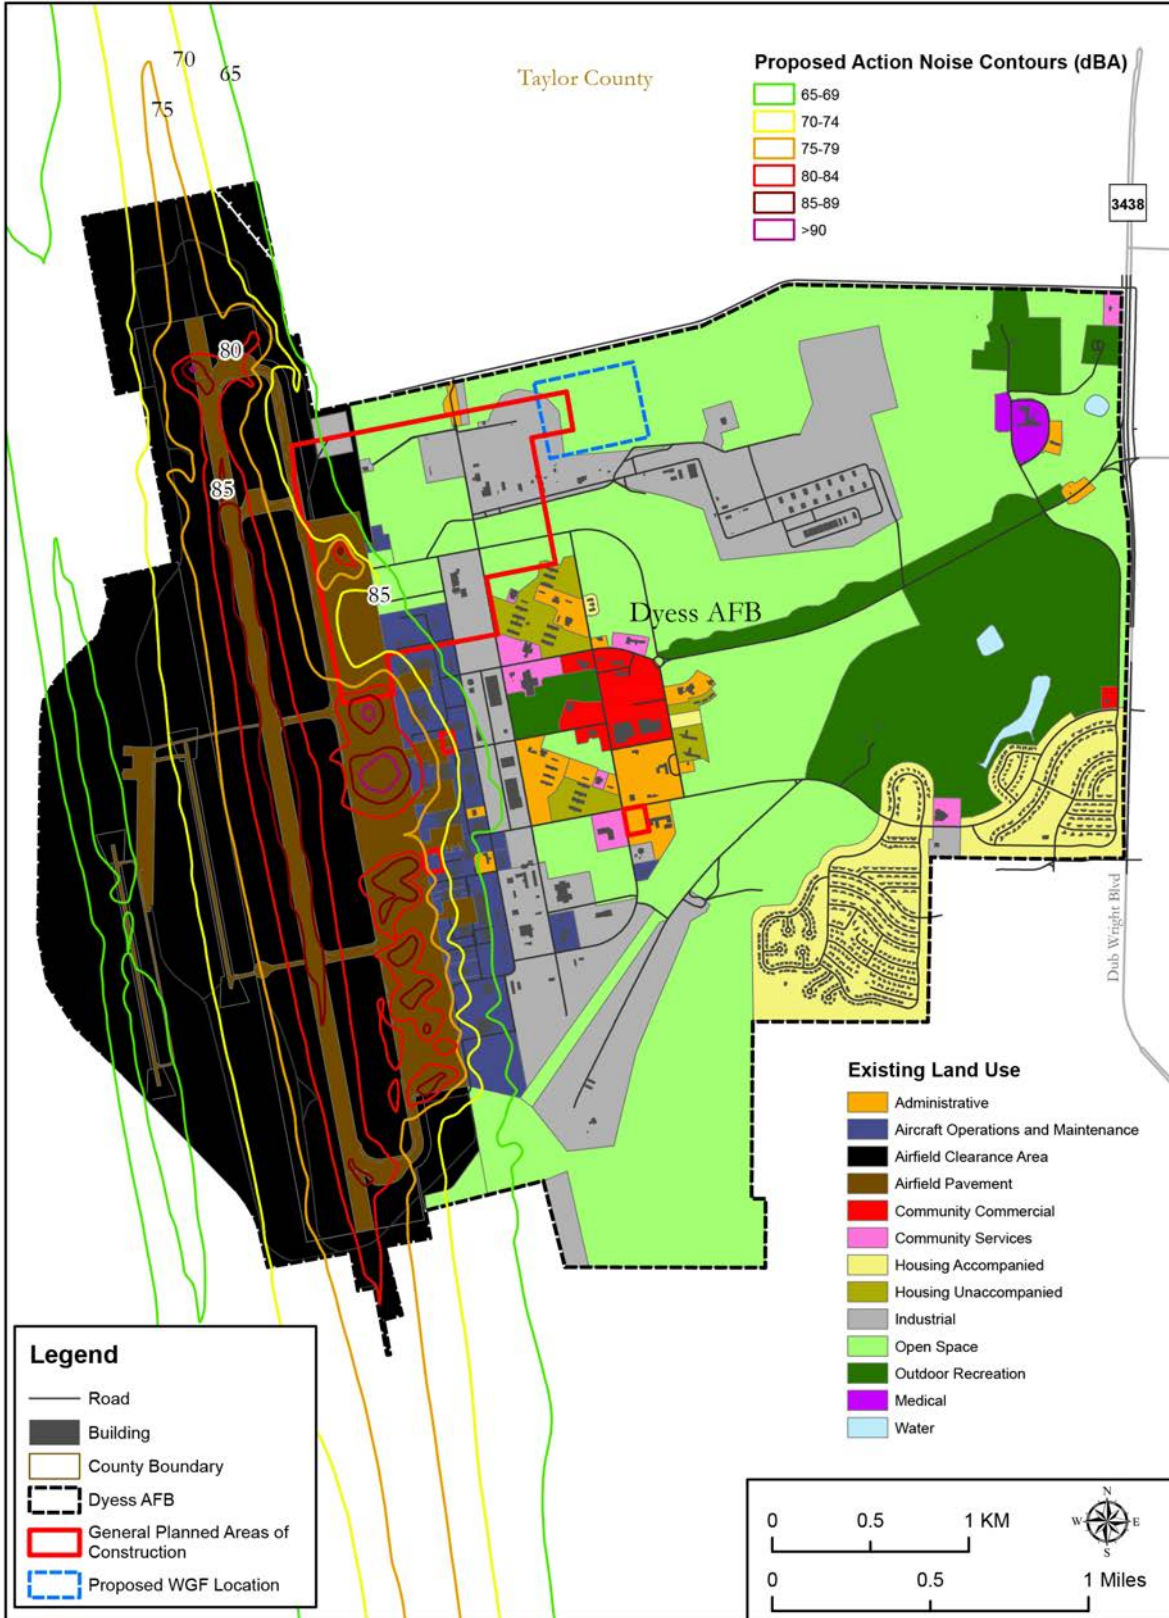 70
65
Taylor County
75
Proposed Action Noise Contours (dBA)
65-69
70-74
75-79
80-84
85-89
>90
3438
80
85
85
Dyess AFB
Dub Wright Blvd
Existing Land Use
Administrative
Aircraft Operations and Maintenance
Airfield Clearance Area
Airfield Pavement
Community Commercial
Community Services
Housing Accompanied
Housing Unaccompanied
Industrial
Open Space
Outdoor Recreation
Medical
Water
Legend
Road
Building
County Boundary
Dyess AFB
General Planned Areas of
Construction
Proposed WGF Location
N
W E
S
0 0.5 1 KM
0 0.5 1 Miles